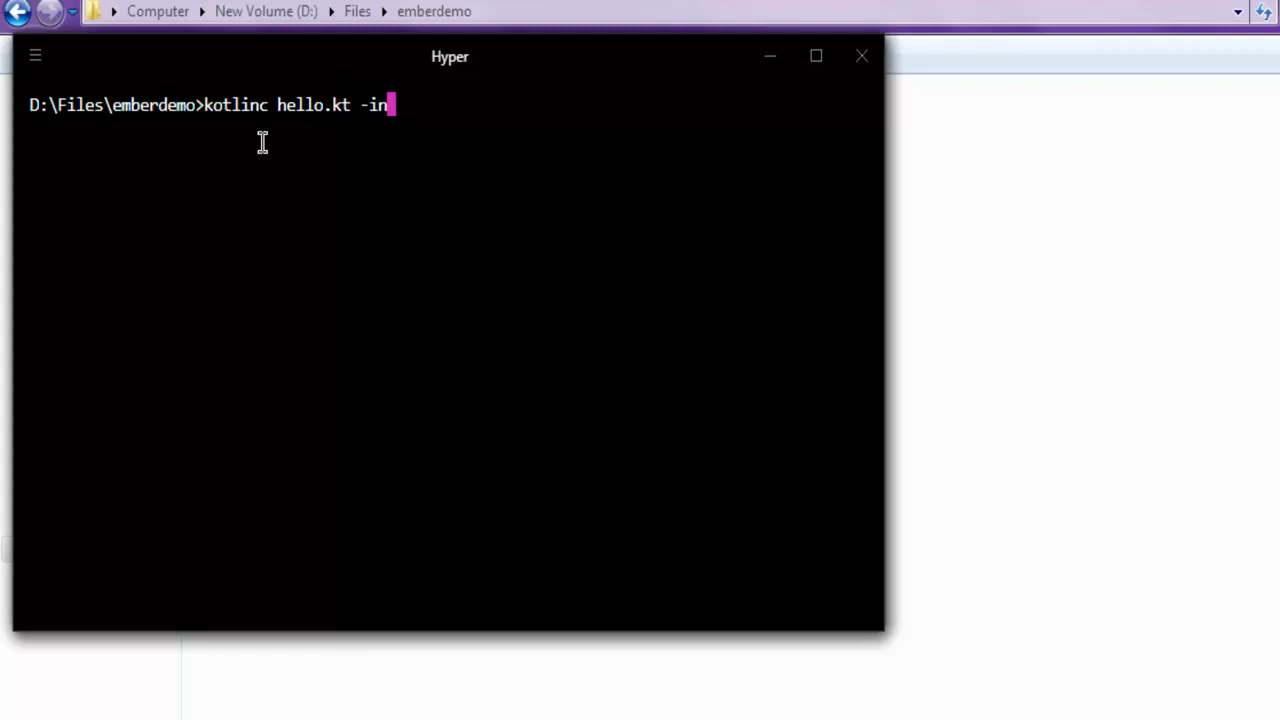 Computer New Volume (D:) Files emberdemo
Hyper
D:\Files\emberdemo>kotlinc hello.kt -in